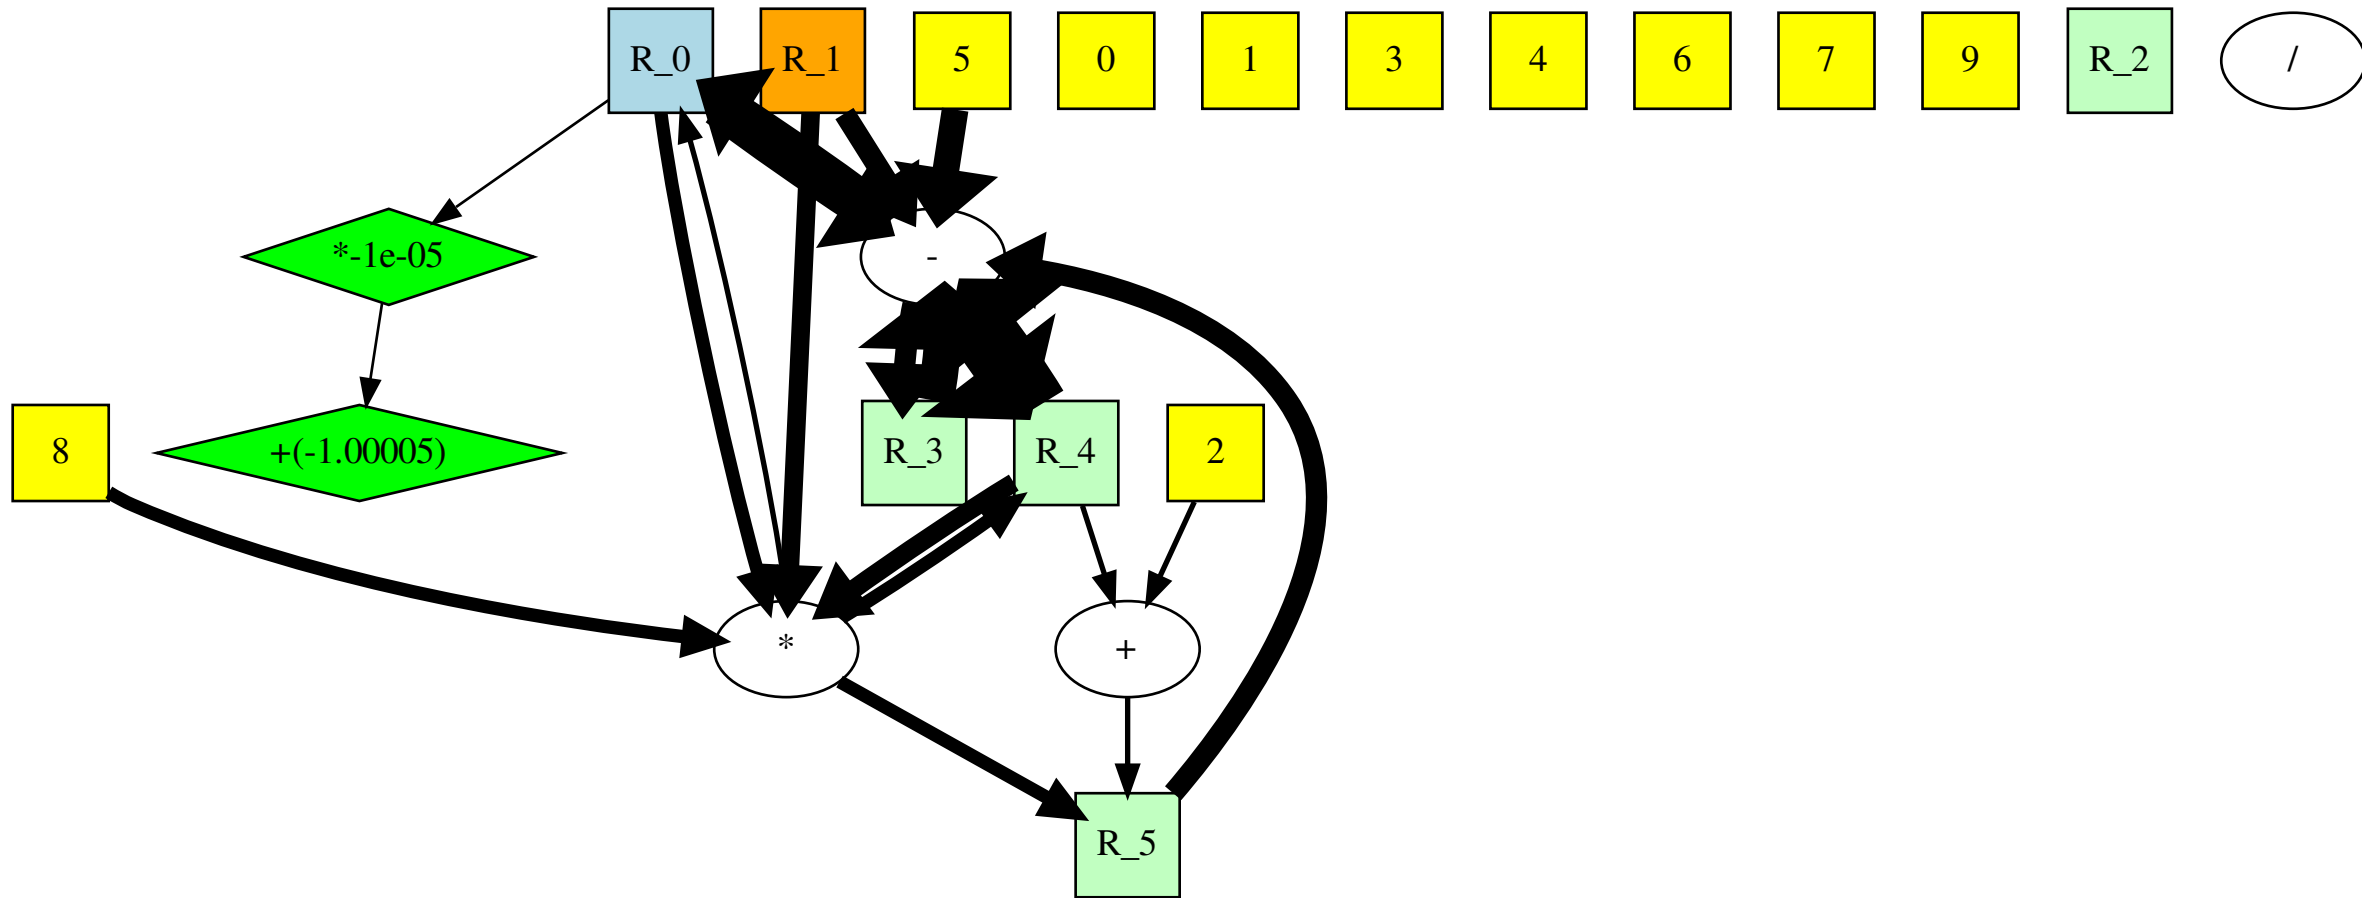 R_0
R_1
5
0
1
3
4
6
7
9
R_2
/
*-1e-05
-
8
+(-1.00005)
R_3
R_4
2
*
+
R_5